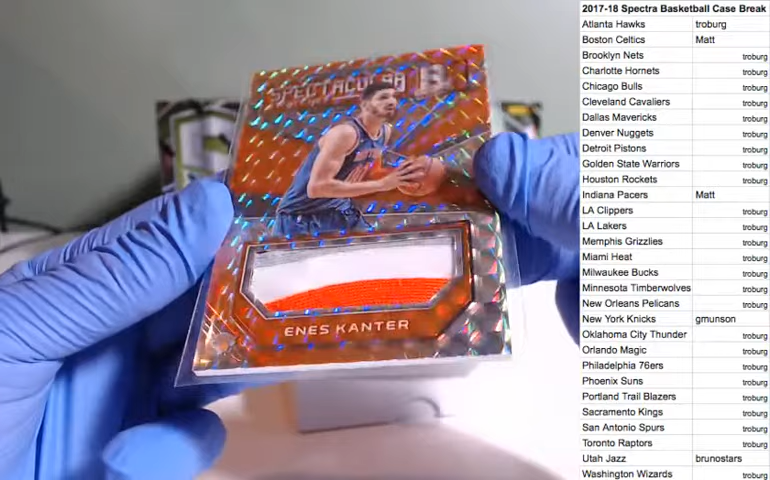 SPECTACULAR
ENES KANTER
2017-18 Spectra Basketball Case Break
Atlanta Hawks troburg
Boston Celtics Matt
Brooklyn Nets troburg
Charlotte Hornets troburg
Chicago Bulls troburg
Cleveland Cavaliers troburg
Dallas Mavericks troburg
Denver Nuggets troburg
Detroit Pistons troburg
Golden State Warriors troburg
Houston Rockets troburg
Indiana Pacers Matt
LA Clippers troburg
LA Lakers troburg
Memphis Grizzlies troburg
Miami Heat troburg
Milwaukee Bucks troburg
Minnesota Timberwolves troburg
New Orleans Pelicans troburg
New York Knicks gmunson
Oklahoma City Thunder troburg
Orlando Magic troburg
Philadelphia 76ers troburg
Phoenix Suns troburg
Portland Trail Blazers troburg
Sacramento Kings troburg
San Antonio Spurs troburg
Toronto Raptors troburg
Utah Jazz brunostars
Washington Wizards troburg